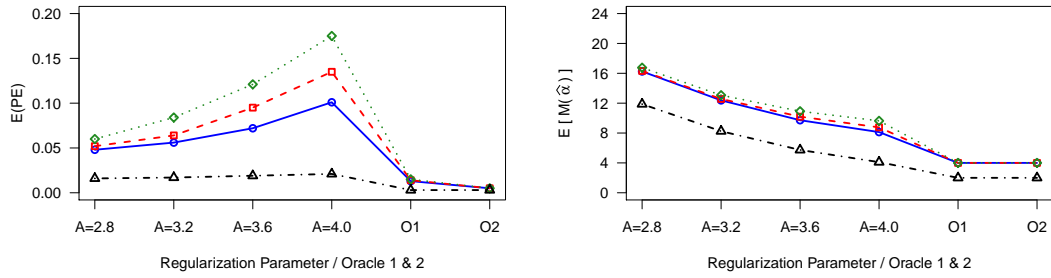 E(PE)
0.20
0.15
0.10
0.05
0.00
A=2.8 A=3.2 A=3.6 A=4.0 O1 O2
Regularization Parameter / Oracle 1 & 2
E [ M(α̂) ]
24
20
16
12
8
4
0
A=2.8 A=3.2 A=3.6 A=4.0 O1 O2
Regularization Parameter / Oracle 1 & 2